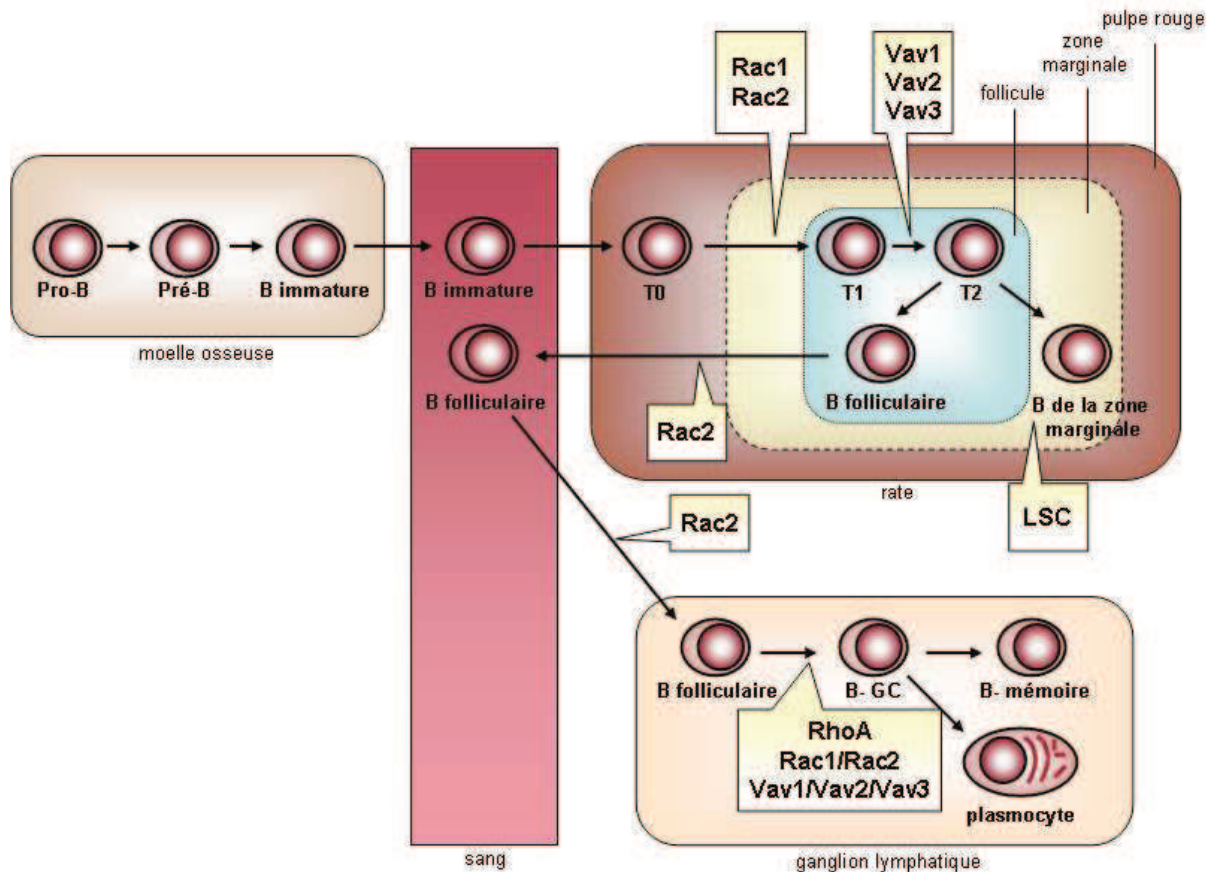 pulpe rouge
zone
marginale
follicule
Rac1
Rac2
Vav1
Vav2
Vav3
Pro-B
Pré-B
B immature
moelle osseuse
B immature
B folliculaire
sang
T0
T1
T2
B folliculaire
B de la zone
marginale
rate
Rac2
LSC
Rac2
B folliculaire
B- GC
B- mémoire
RhoA
Rac1/Rac2
Vav1/Vav2/Vav3
plasmocyte
ganglion lymphatique